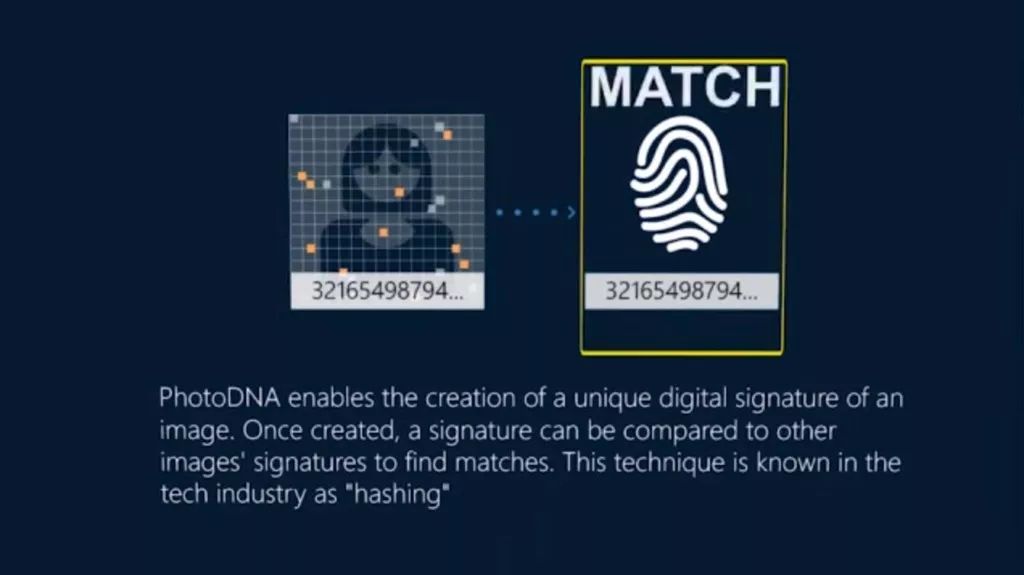 MATCH
32165498794...
32165498794...
PhotoDNA enables the creation of a unique digital signature of an
image. Once created, a signature can be compared to other
images' signatures to find matches. This technique is known in the
tech industry as "hashing"